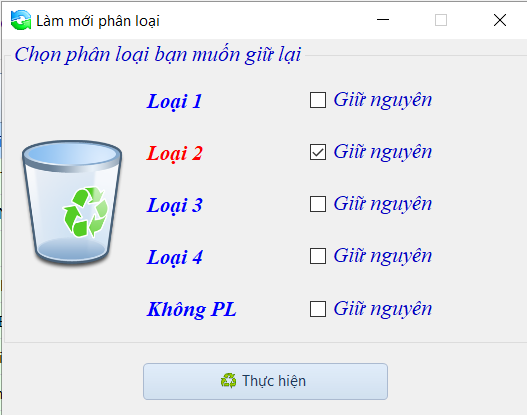 Làm mới phân loại
Chọn phân loại bạn muốn giữ lại
Loại 1 Giữ nguyên
Loại 2 Giữ nguyên
Loại 3 Giữ nguyên
Loại 4 Giữ nguyên
Không PL Giữ nguyên
Thực hiện